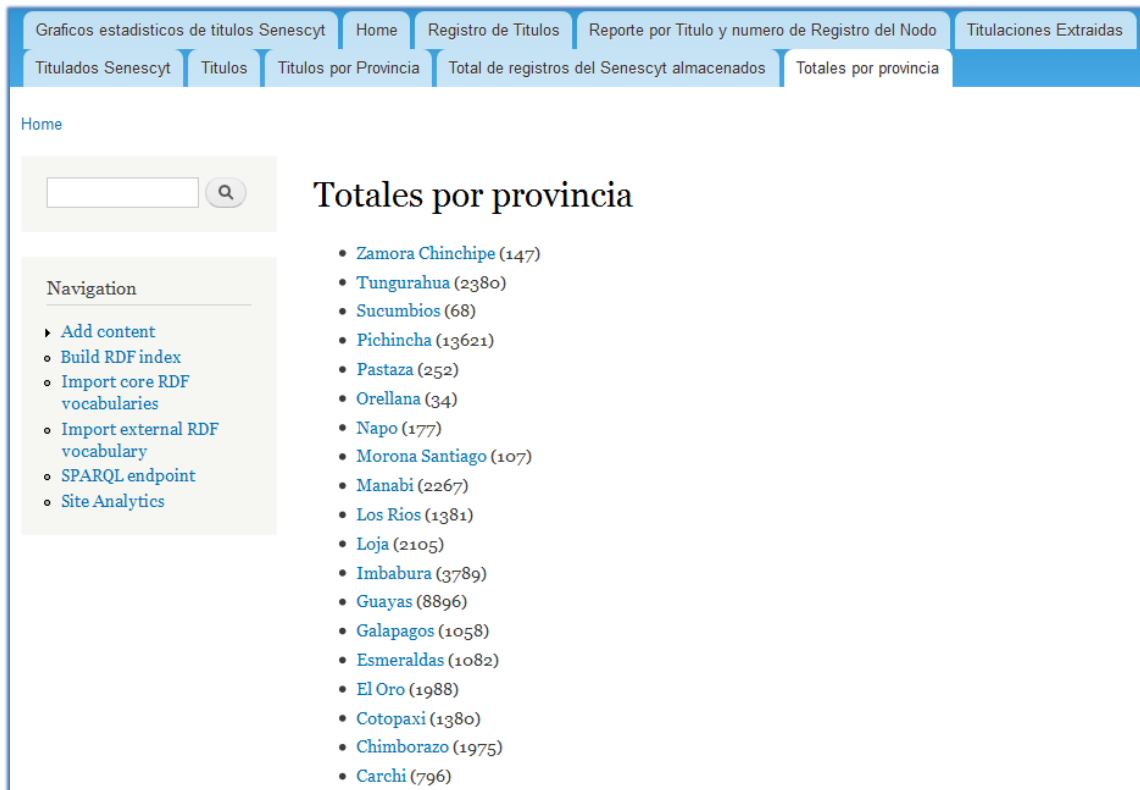 Graficos estadisticos de titulos Senescyt
Home
Registro de Titulos
Reporte por Titulo y numero de Registro del Nodo
Titulaciones Extraidas
Titulados Senescyt
Titulos
Titulos por Provincia
Total de registros del Senescyt almacenados
Totales por provincia
Home
Navigation
Add content
Build RDF index
Import core RDF
vocabularies
Import external RDF
vocabulary
SPARQL endpoint
Site Analytics
Totales por provincia
Zamora Chinchipe (147)
Tungurahua (2380)
Sucumbios (68)
Pichincha (13621)
Pastaza (252)
Orellana (34)
Napo (177)
Morona Santiago (107)
Manabi (2267)
Los Rios (1381)
Loja (2105)
Imbabura (3789)
Guayas (8896)
Galapagos (1058)
Esmeraldas (1082)
El Oro (1988)
Cotopaxi (1380)
Chimborazo (1975)
Carchi (796)